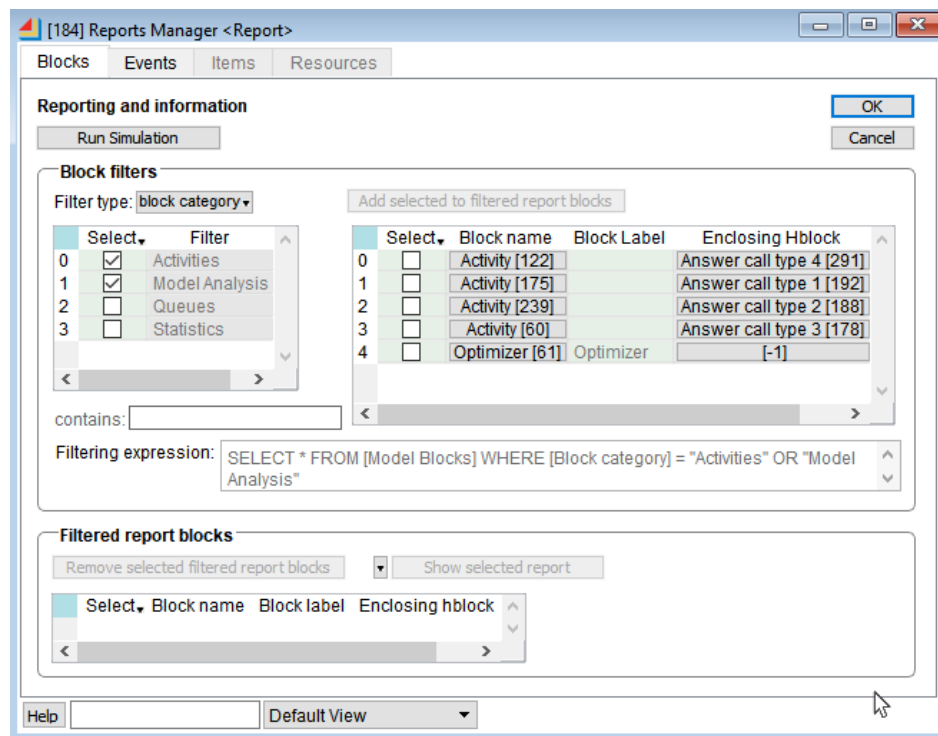 [184] Reports Manager <Report>
Blocks Events Items Resources
Reporting and information
OK
Run Simulation
Cancel
Block filters
Filter type: block category
Add selected to filtered report blocks
Select Filter
0 Activities
1 Model Analysis
2 Queues
3 Statistics
Select Block name Block Label Enclosing Hblock
0 Activity [122] Answer call type 4 [291]
1 Activity [175] Answer call type 1 [192]
2 Activity [239] Answer call type 2 [188]
3 Activity [60] Answer call type 3 [178]
4 Optimizer [61] Optimizer [-1]
contains:
Filtering expression: SELECT * FROM [Model Blocks] WHERE [Block category] = "Activities" OR "Model
Analysis"
Filtered report blocks
Remove selected filtered report blocks
Show selected report
Select Block name Block label Enclosing hblock
Help
Default View